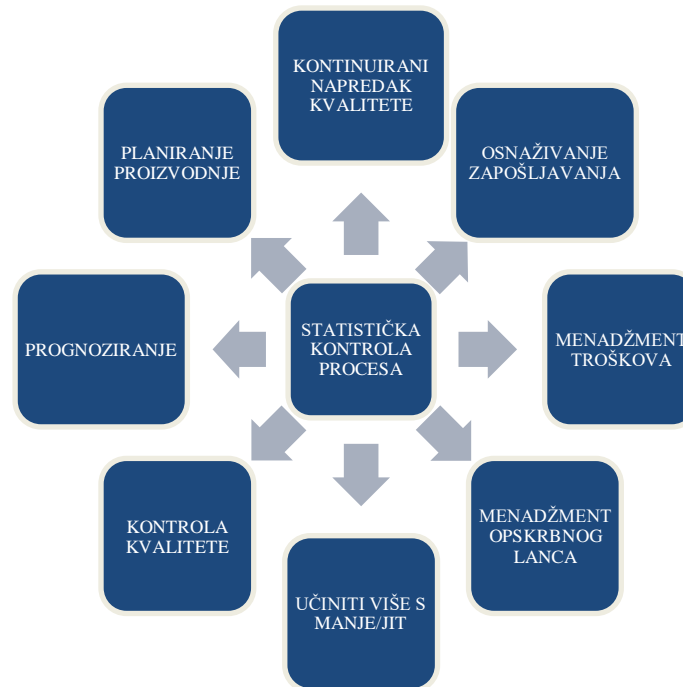 KONTINUIRANI
NAPREDAK
KVALITETE
PLANIRANJE
PROIZVODNJE
OSNAŽIVANJE
ZAPOŠLJAVANJA
PROGNOZIRANJE
STATISTIČKA
KONTROLA
PROCESA
MENADŽMENT
TROŠKOVA
KONTROLA
KVALITETE
MENADŽMENT
OPSKRBNOG
LANCA
UČINITI VIŠE S
MANJE/JIT